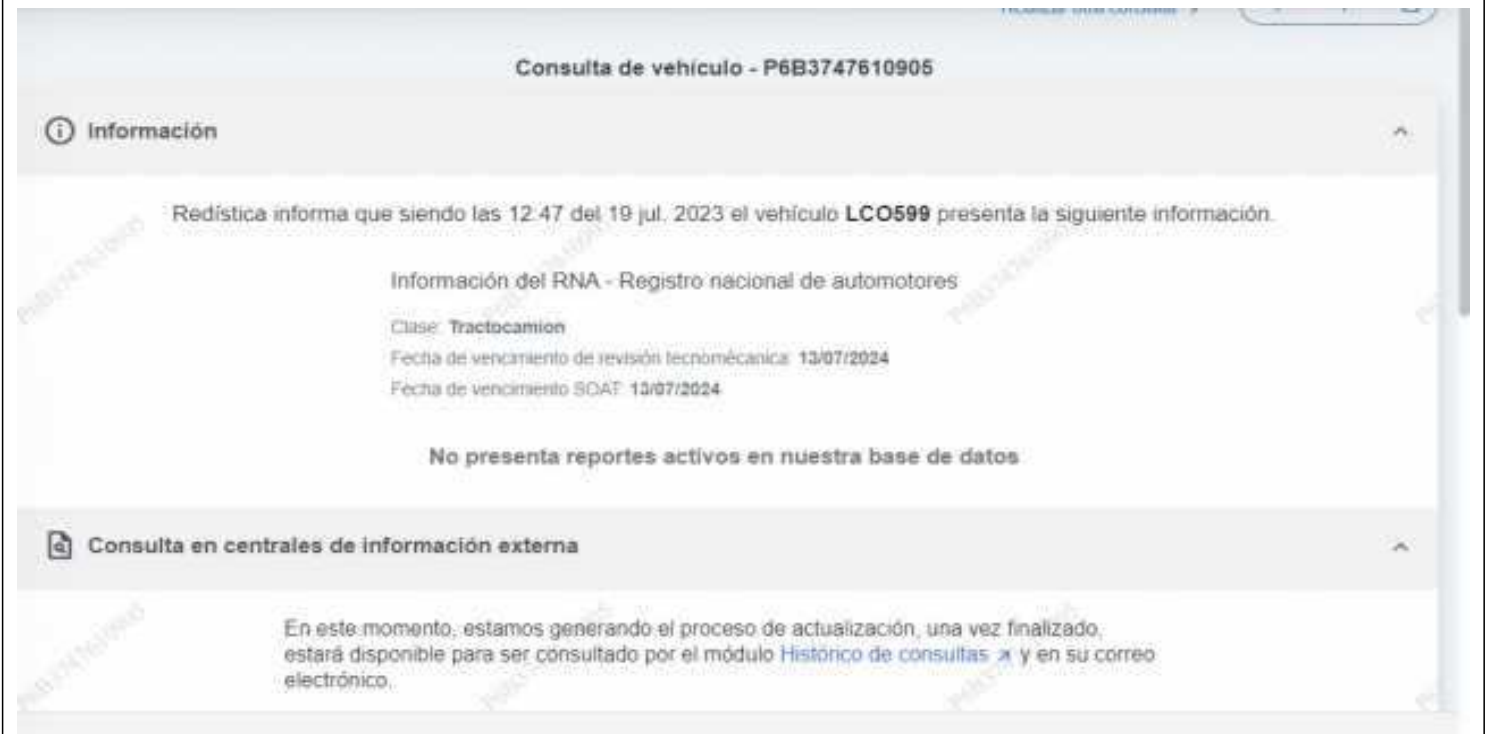 Consulta de vehículo - P6B3747610905
Información
Redística informa que siendo las 12:47 del 19 jul. 2023 el vehículo LCO599 presenta la siguiente información.
Información del RNA - Registro nacional de automotores
Clase: Tractocamion
Fecha de vencimiento de revisión tecnomécanica: 13/07/2024
Fecha de vencimiento SOAT: 13/07/2024
No presenta reportes activos en nuestra base de datos
Consulta en centrales de información externa
En este momento, estamos generando el proceso de actualización, una vez finalizado,
estará disponible para ser consultado por el módulo Histórico de consultas y en su correo
electrónico.